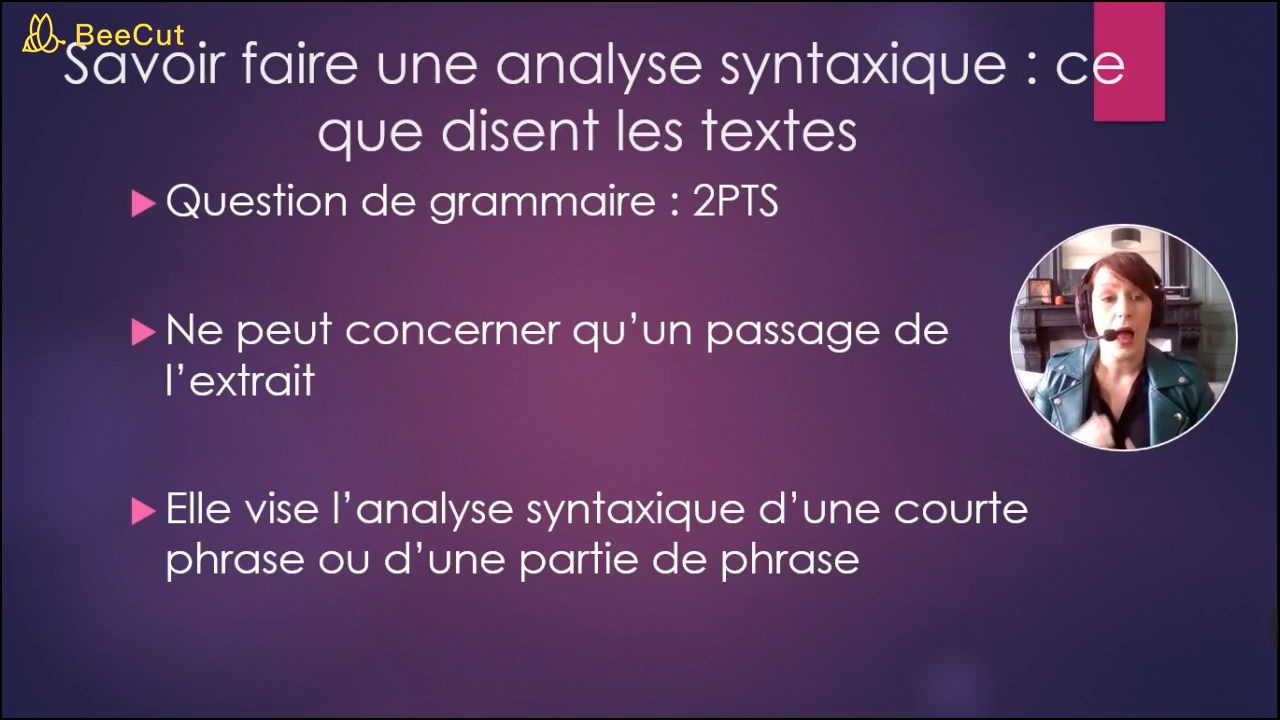 BeeCut
Savoir faire une analyse syntaxique : ce
que disent les textes
Question de grammaire : 2PTS
Ne peut concerner qu’un passage de
l’extrait
Elle vise l’analyse syntaxique d’une courte
phrase ou d’une partie de phrase